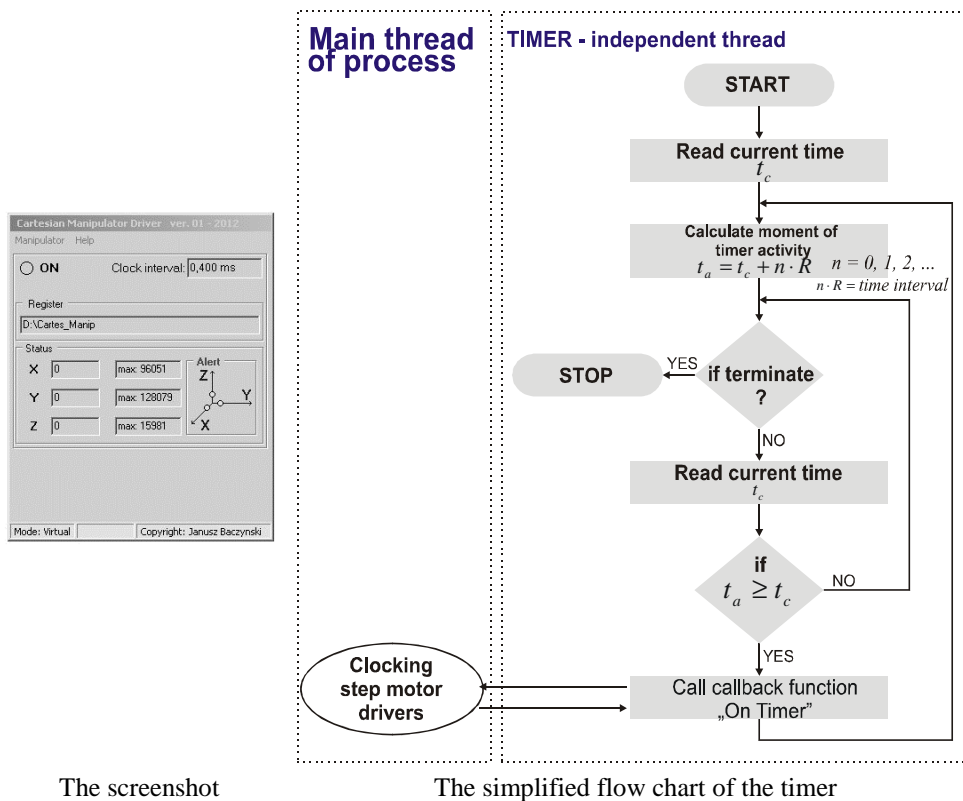 Cartesian Manipulator Driver ver. 01 - 2012
Manipulator Help
ON
Clock interval: 0,400 ms
Register
D:\Cartes_Manip
Status
X 0 max: 96051
Y 0 max: 128079
Z 0 max: 15981
Alert
Z
Y
X
Mode: Virtual
Copyright: Janusz Baczynski
Main thread
of process
TIMER - independent thread
START
Read current time
t_c
Calculate moment of
timer activity
t_a = t_c + n · R n = 0, 1, 2, ...
n · R = time interval
if terminate
?
YES
STOP
NO
Read current time
t_c
if
t_a ≥ t_c
NO
YES
Call callback function
„On Timer”
Clocking
step motor
drivers
The screenshot
The simplified flow chart of the timer